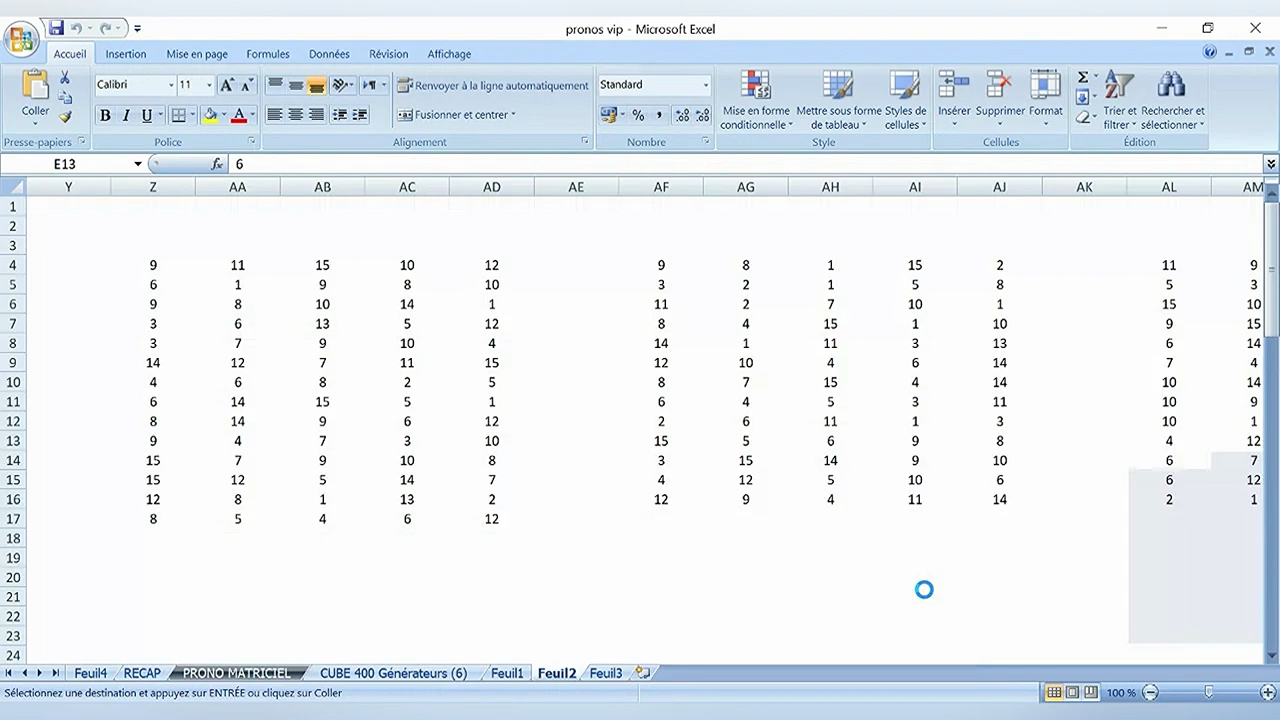 pronos vip - Microsoft Excel
Accueil Insertion Mise en page Formules Données Révision Affichage
Calibri 11 Renvoyer à la ligne automatiquement Standard
Coller G I U A Fusionner et centrer % Mise en forme conditionnelle Mettre sous forme de tableau Styles de cellules Insérer Supprimer Format Trier et filtrer Rechercher et sélectionner
Presse-papiers Police Alignement Nombre Style Cellules Édition
E13 fx 6
Y Z AA AB AC AD AE AF AG AH AI AJ AK AL AM
1
2
3
4 9 11 15 10 12 9 8 1 15 2 11 9
5 6 1 9 8 10 3 2 1 5 8 5 3
6 9 8 10 14 1 11 2 7 10 1 15 10
7 3 6 13 5 12 8 4 15 1 10 9 15
8 3 7 9 10 4 14 1 11 3 13 6 14
9 14 12 7 11 15 12 10 4 6 14 7 4
10 4 6 8 2 5 8 7 15 4 14 10 14
11 6 14 15 5 1 6 4 5 3 11 10 9
12 8 14 9 6 12 2 6 11 1 3 10 1
13 9 4 7 3 10 15 5 6 9 8 4 12
14 15 7 9 10 8 3 15 14 9 10 6 7
15 15 12 5 14 7 4 12 5 10 6 6 12
16 12 8 1 13 2 12 9 4 11 14 2 1
17 8 5 4 6 12
18
19
20
21
22
23
24
Feuil4 RECAP PRONO MATRICIEL CUBE 400 Générateurs (6) Feuil1 Feuil2 Feuil3
Sélectionnez une destination et appuyez sur ENTRÉE ou cliquez sur Coller 100 %